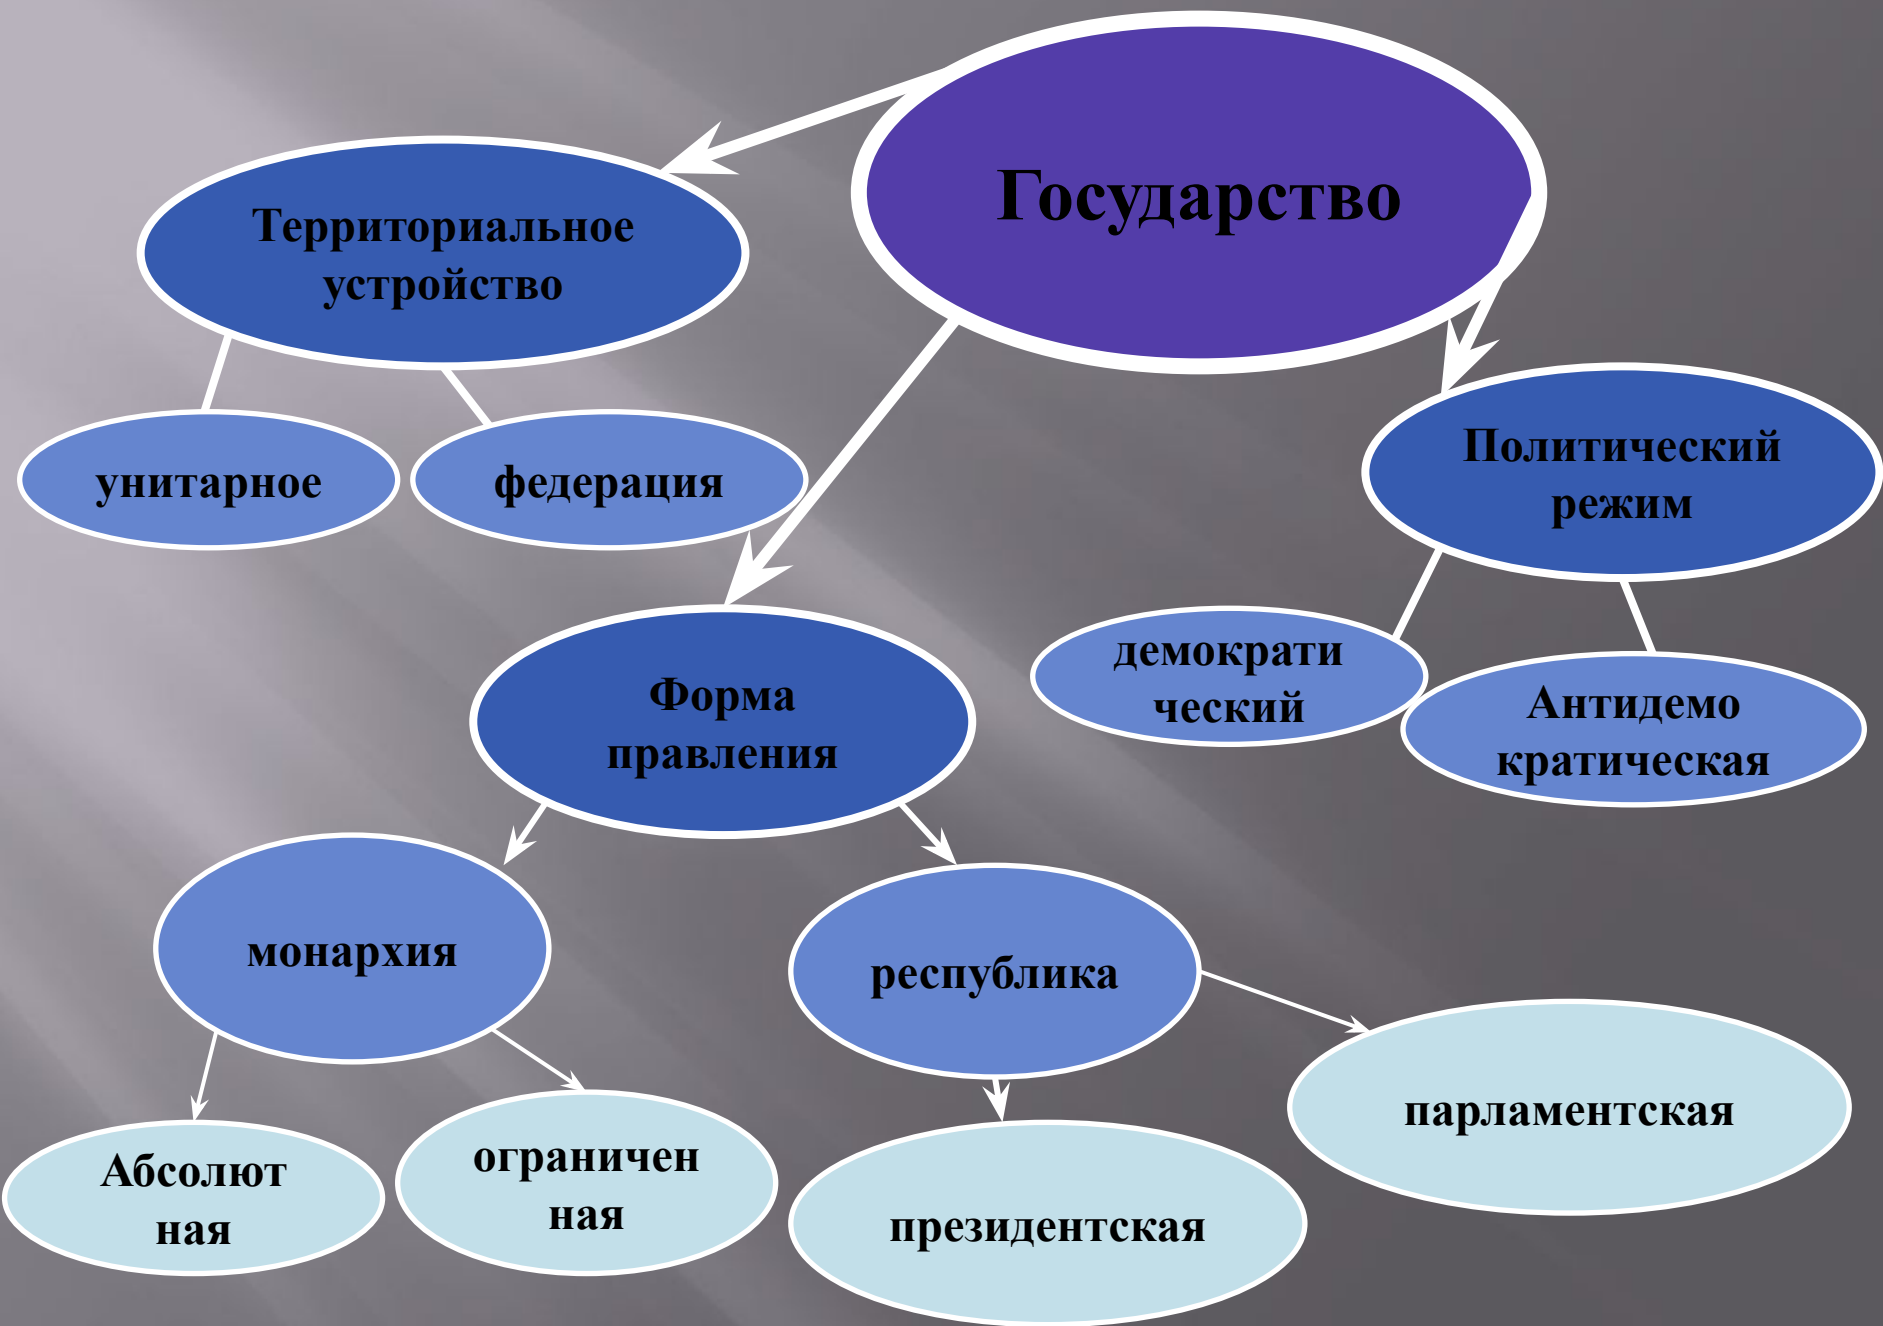 Государство
Территориальное
устройство
унитарное
федерация
Политический
режим
демократи
ческий
Антидемо
кратическая
Форма
правления
монархия
республика
Абсолют
ная
ограничен
ная
президентская
парламентская